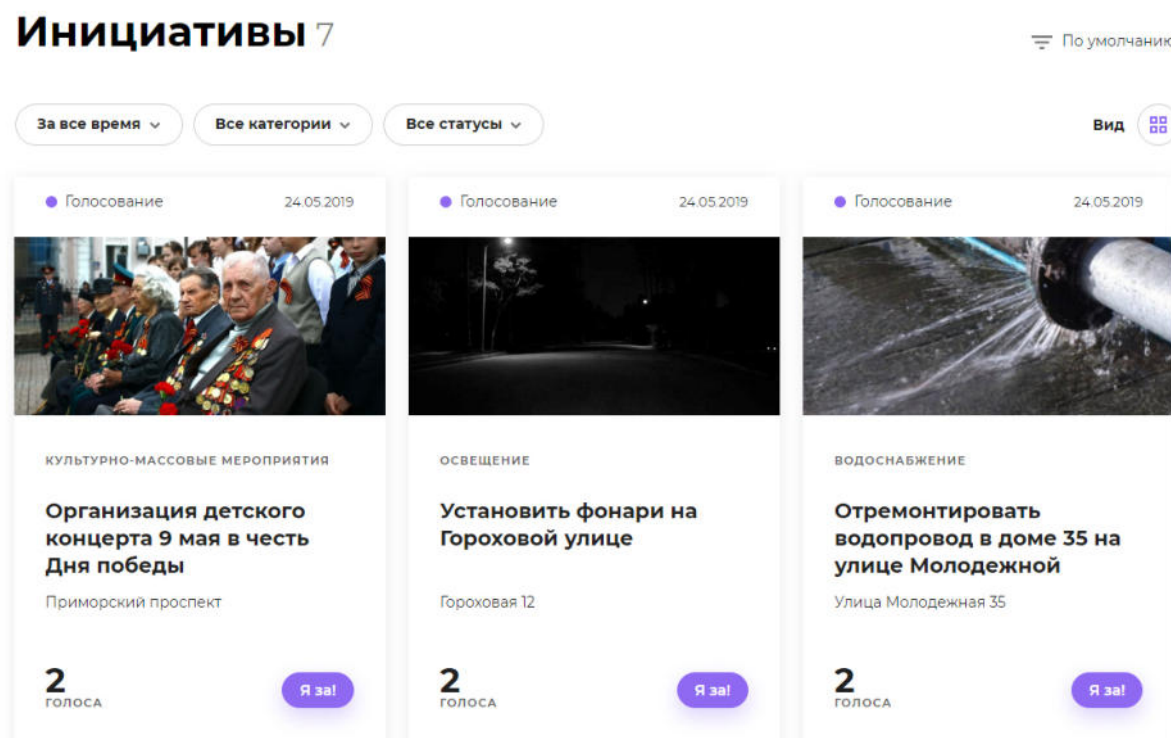 Инициативы 7
По умолчанию
За все время
Все категории
Все статусы
Вид
Голосование 24.05.2019
КУЛЬТУРНО-МАССОВЫЕ МЕРОПРИЯТИЯ
Организация детского
концерта 9 мая в честь
Дня победы
Приморский проспект
2
ГОЛОСА
Я за!
Голосование 24.05.2019
ОСВЕЩЕНИЕ
Установить фонари на
Гороховой улице
Гороховая 12
2
ГОЛОСА
Я за!
Голосование 24.05.2019
ВОДОСНАБЖЕНИЕ
Отремонтировать
водопровод в доме 35 на
улице Молодежной
Улица Молодежная 35
2
ГОЛОСА
Я за!